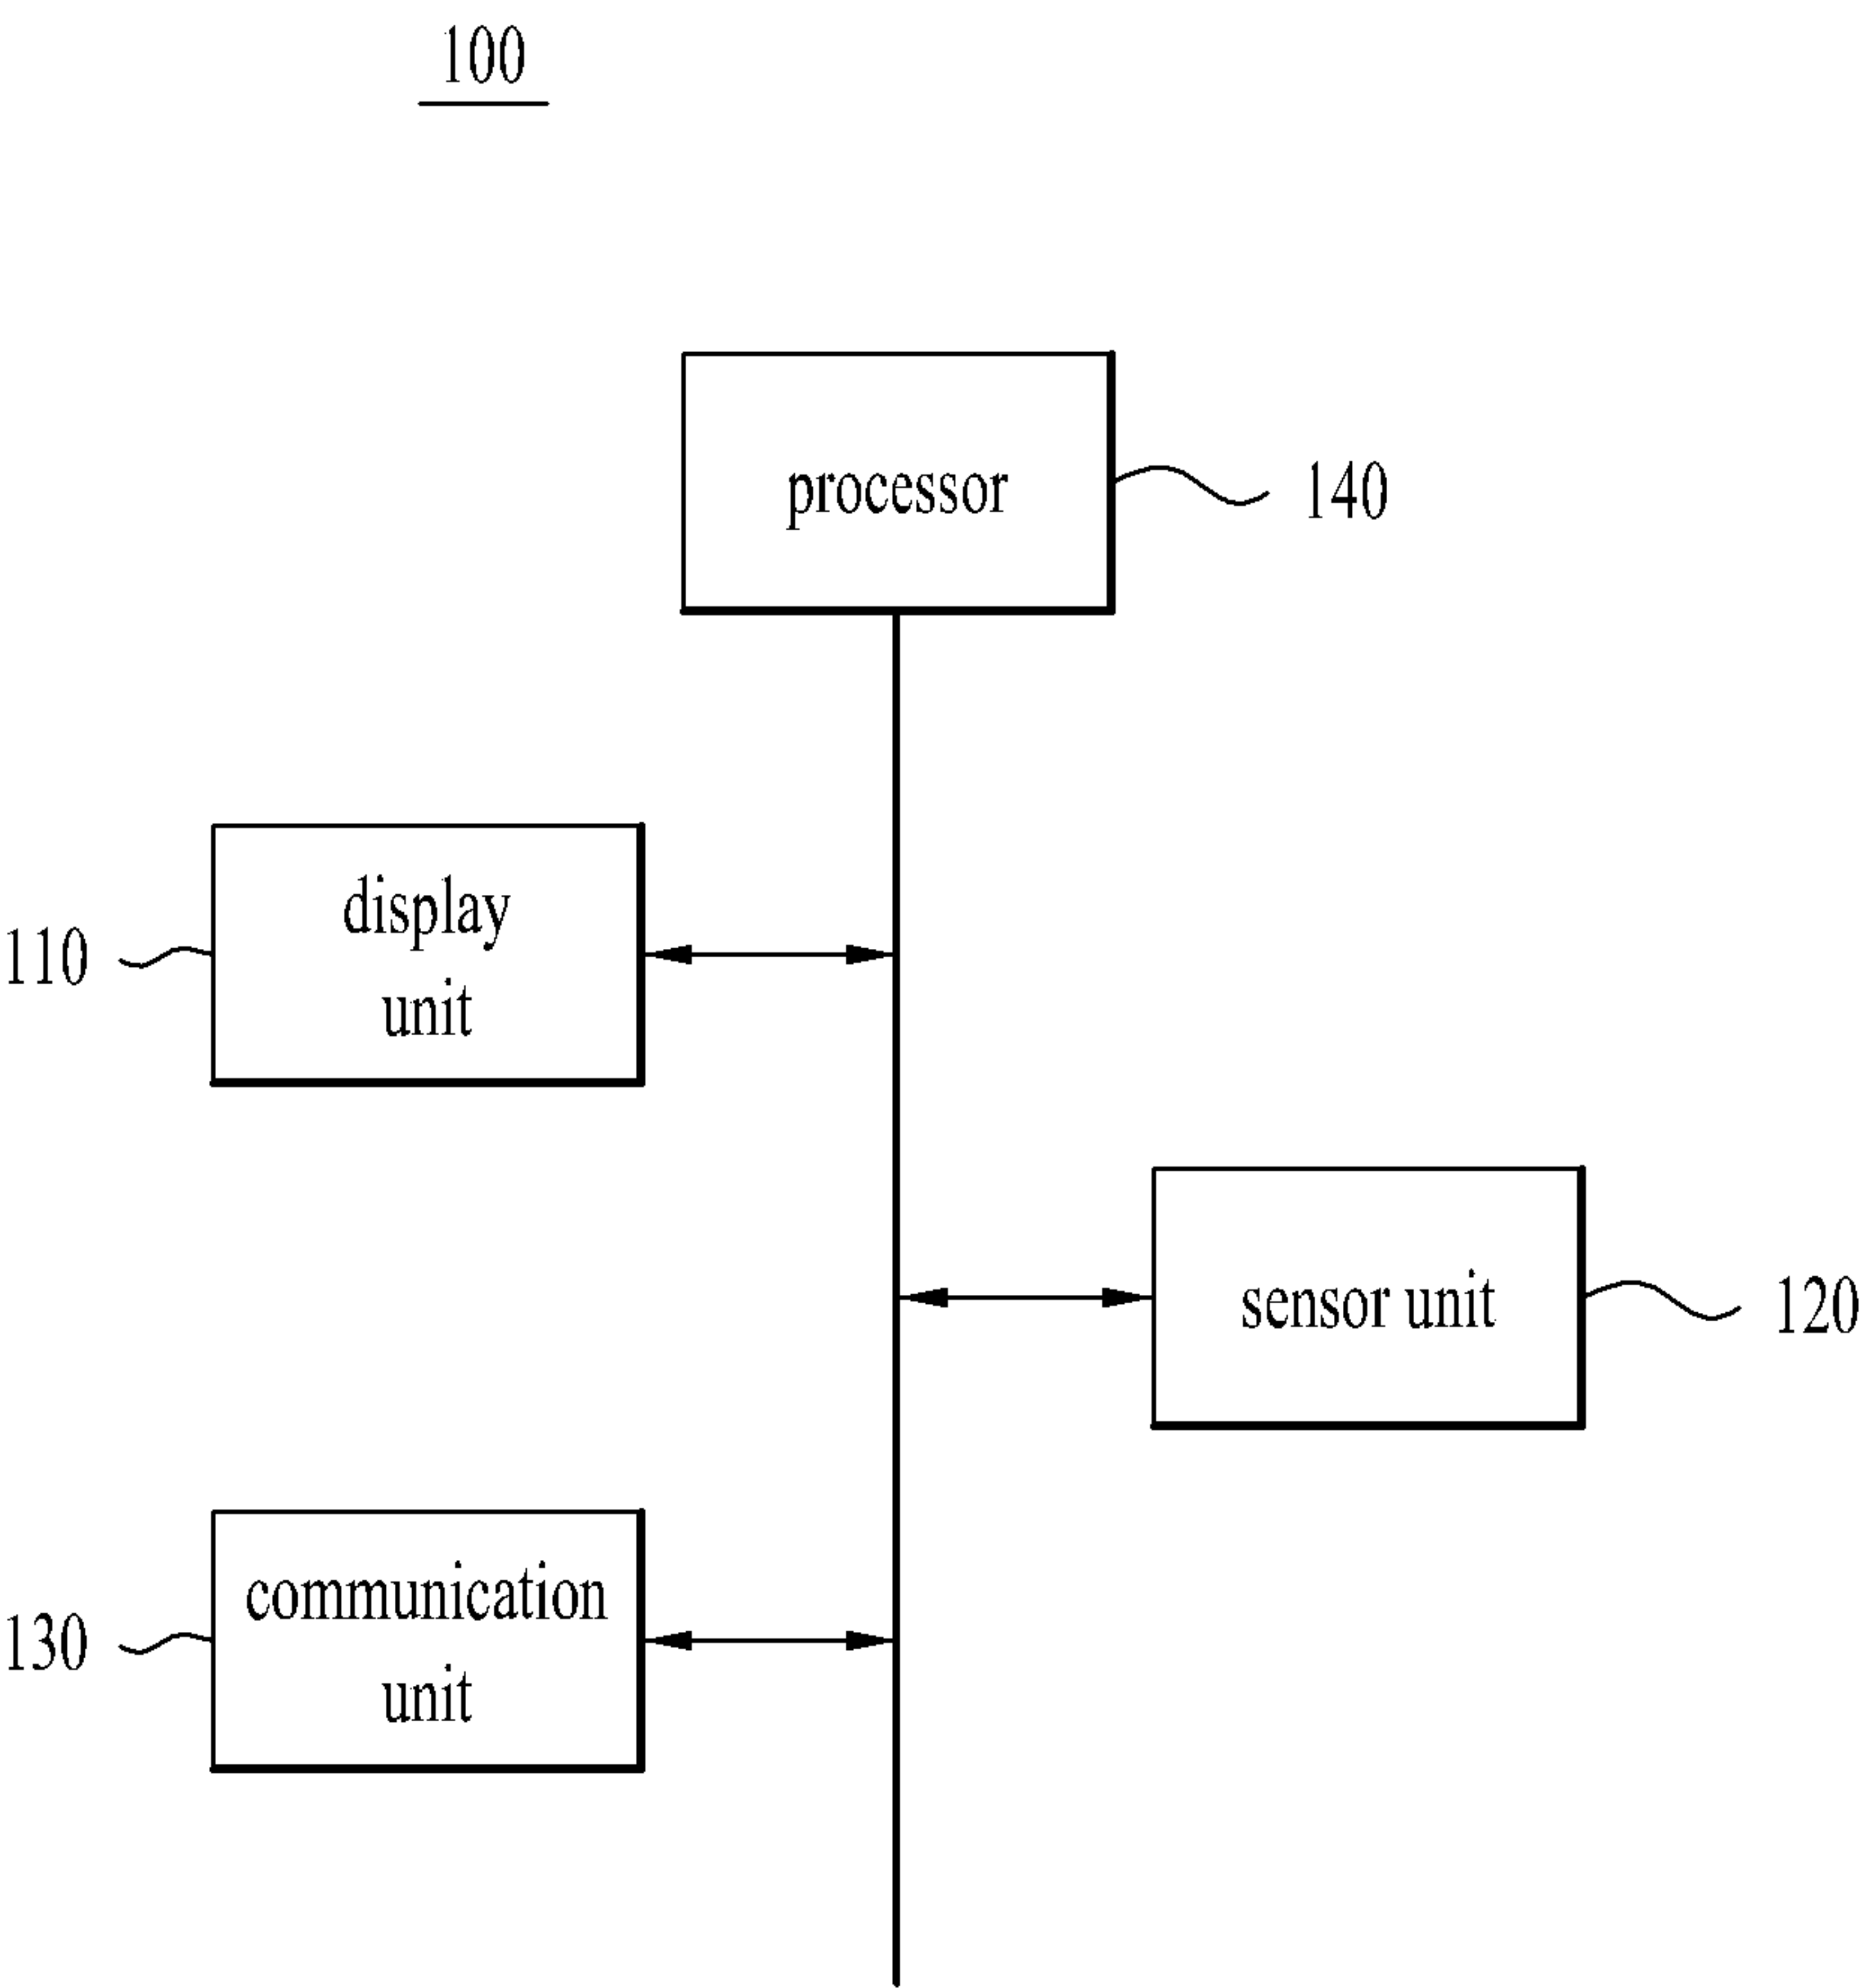 100
processor
140
display
unit
110
sensor unit
120
communication
unit
130